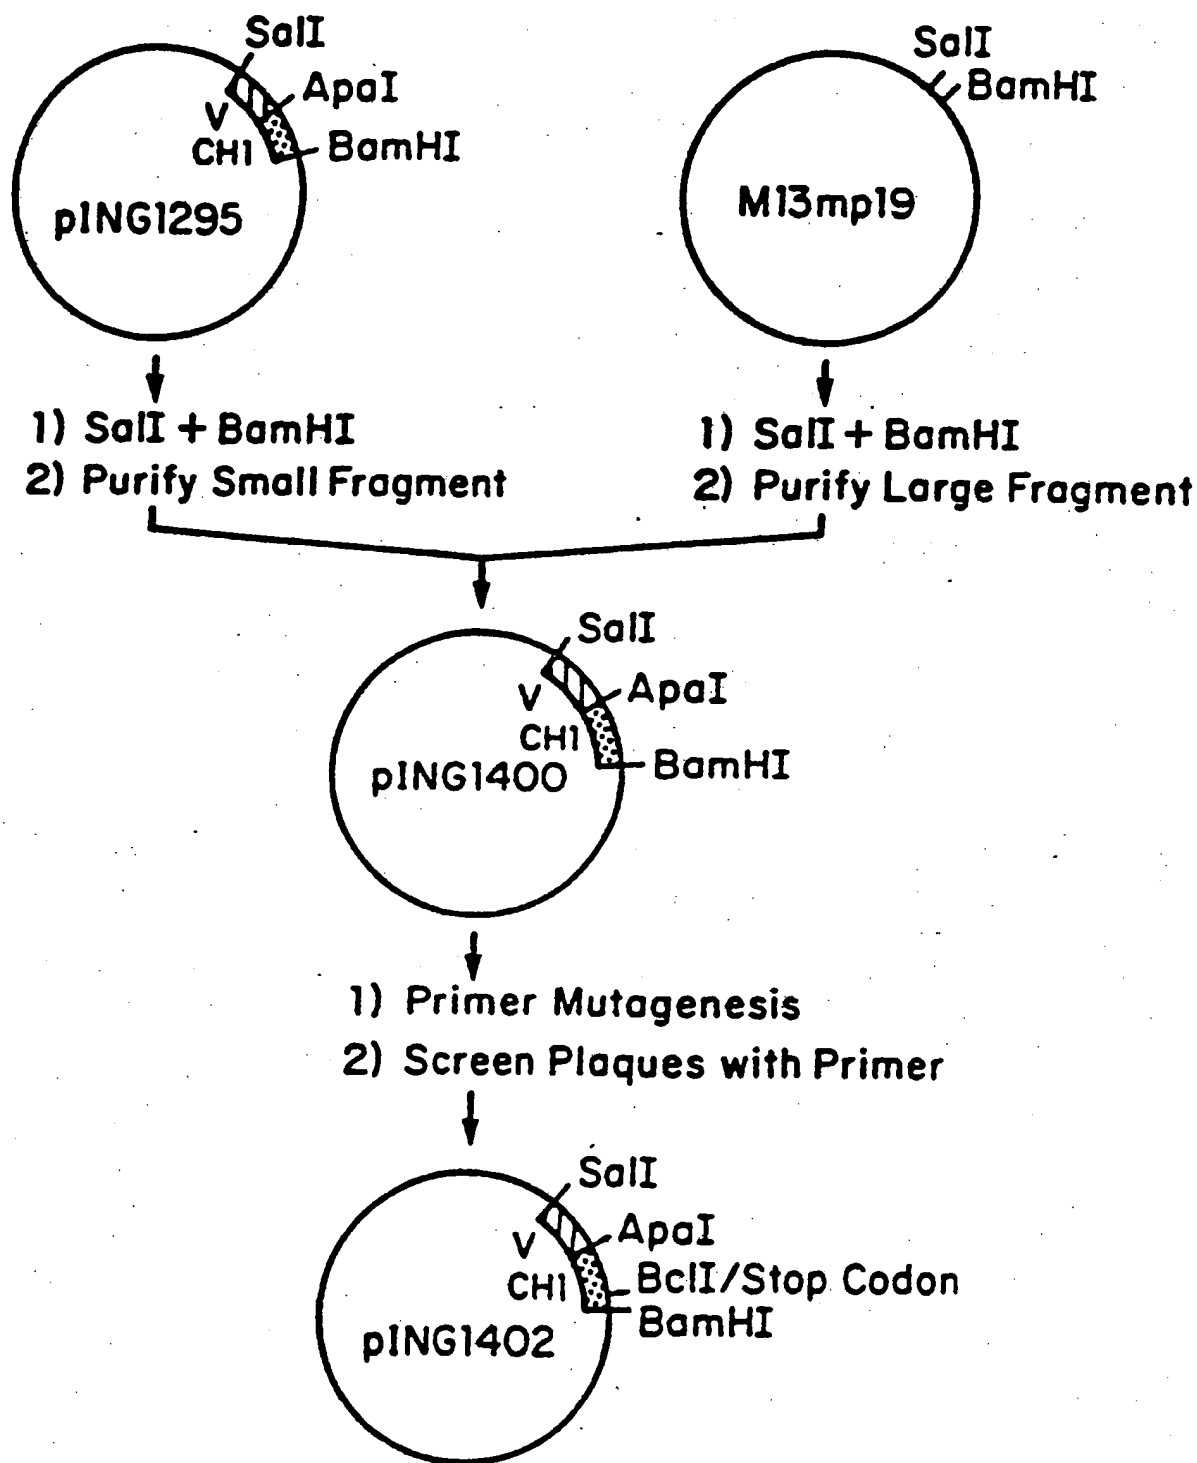 SalI
ApaI
V
CH1
BamHI
pING1295
SalI
BamHI
M13mp19
1) SalI + BamHI
2) Purify Small Fragment
1) SalI + BamHI
2) Purify Large Fragment
SalI
ApaI
V
CH1
BamHI
pING1400
1) Primer Mutagenesis
2) Screen Plaques with Primer
SalI
ApaI
V
BclI/Stop Codon
CH1
BamHI
pING1402